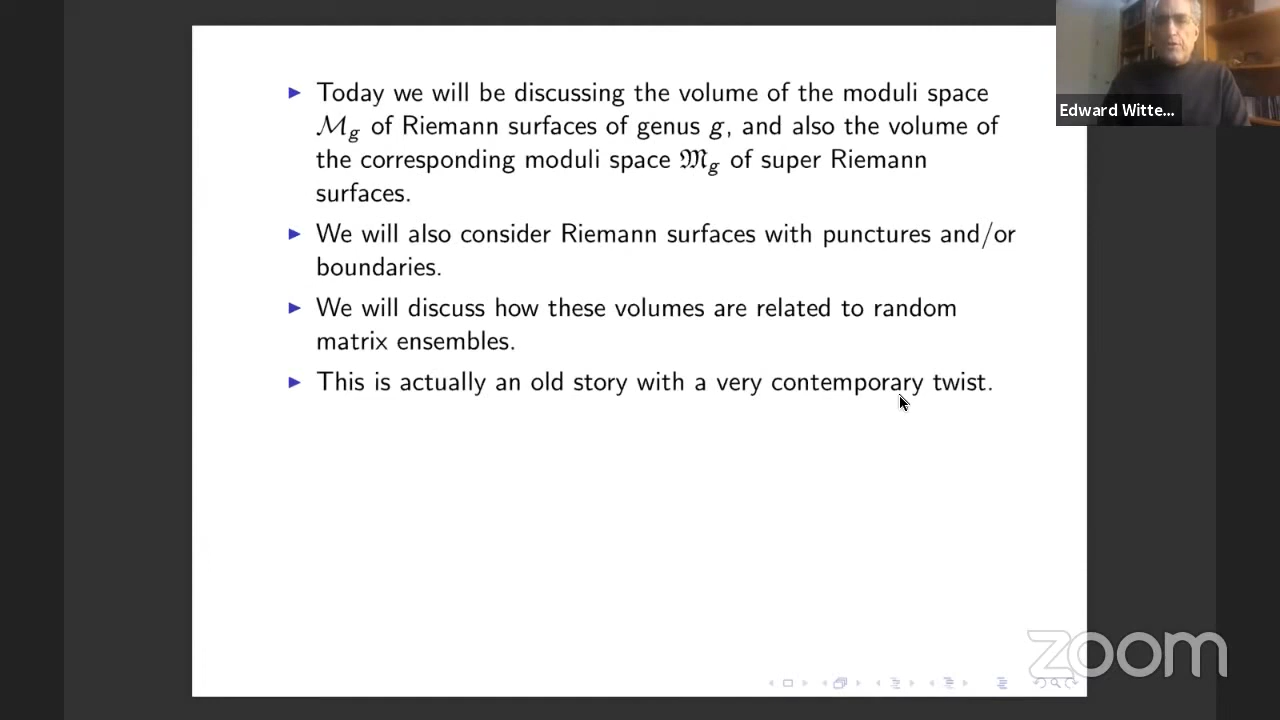 ▶ Today we will be discussing the volume of the moduli space
ℳg of Riemann surfaces of genus g, and also the volume of
the corresponding moduli space 𝔐g of super Riemann
surfaces.
▶ We will also consider Riemann surfaces with punctures and/or
boundaries.
▶ We will discuss how these volumes are related to random
matrix ensembles.
▶ This is actually an old story with a very contemporary twist.
Edward Witte...
zoom